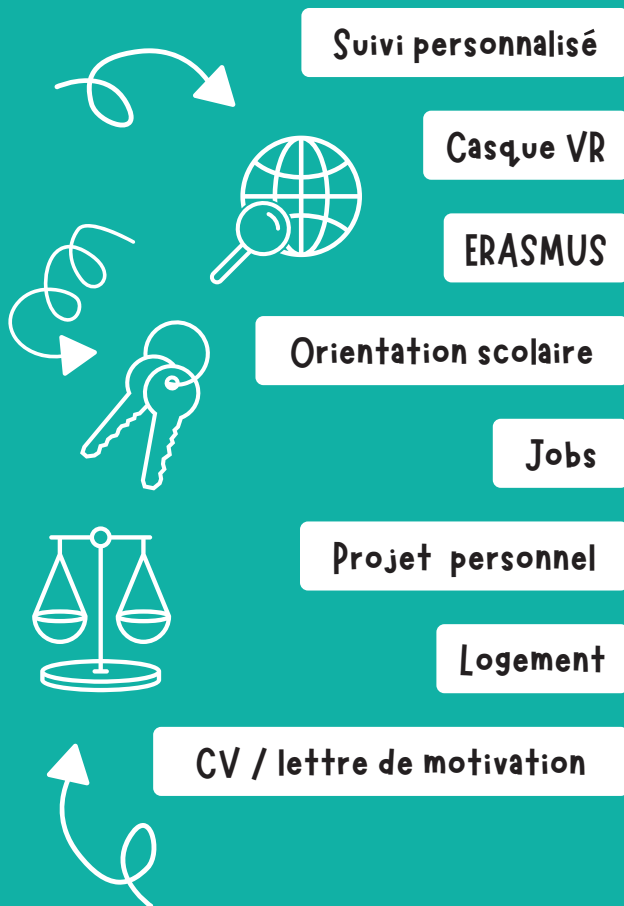 Suivi personnalisé
Casque VR
ERASMUS
Orientation scolaire
Jobs
Projet personnel
Logement
CV / lettre de motivation